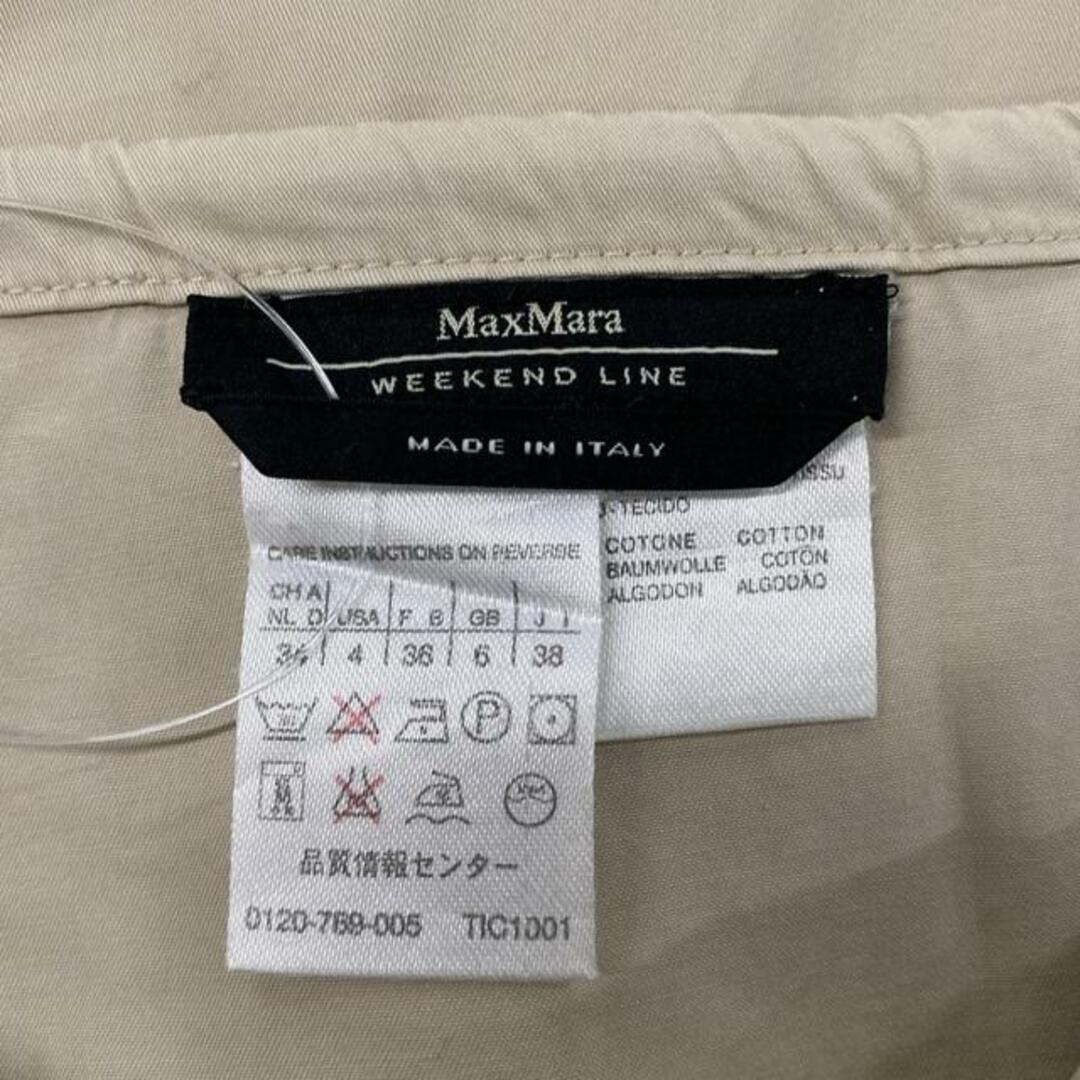 MaxMara
WEEKEND LINE
MADE IN ITALY
TECIDO
COTONE COTTON
BAUMWOLLE COTON
ALGODON ALGODÃO
CARE INSTRUCTIONS ON REVERSE
CH A
NL D USA F B GB J I
34 4 36 6 38
P
品質情報センター
0120-769-005 TIC1001